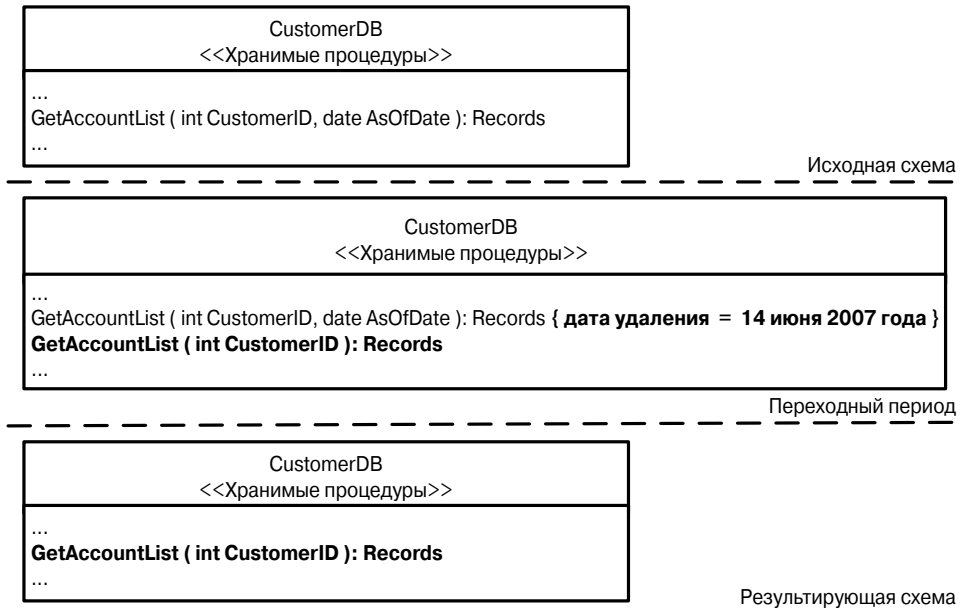 CustomerDB
<<Хранимые процедуры>>
...
GetAccountList ( int CustomerID, date AsOfDate ): Records
...
Исходная схема
CustomerDB
<<Хранимые процедуры>>
...
GetAccountList ( int CustomerID, date AsOfDate ): Records { дата удаления = 14 июня 2007 года }
GetAccountList ( int CustomerID ): Records
...
Переходный период
CustomerDB
<<Хранимые процедуры>>
...
GetAccountList ( int CustomerID ): Records
...
Результирующая схема